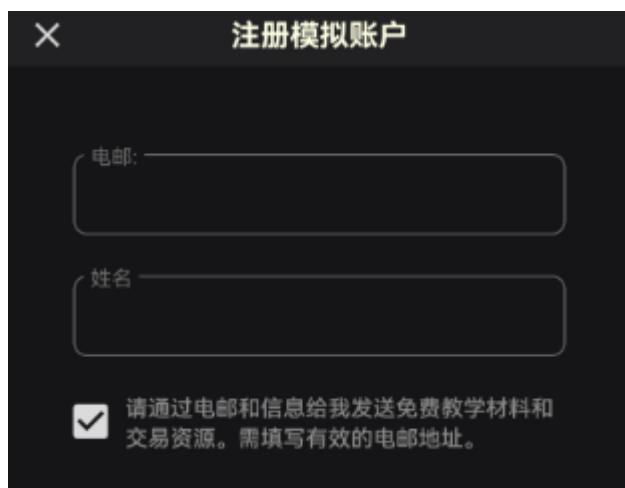 注册模拟账户
电邮:
姓名
请通过电邮和信息给我发送免费教学材料和
交易资源。需填写有效的电邮地址。